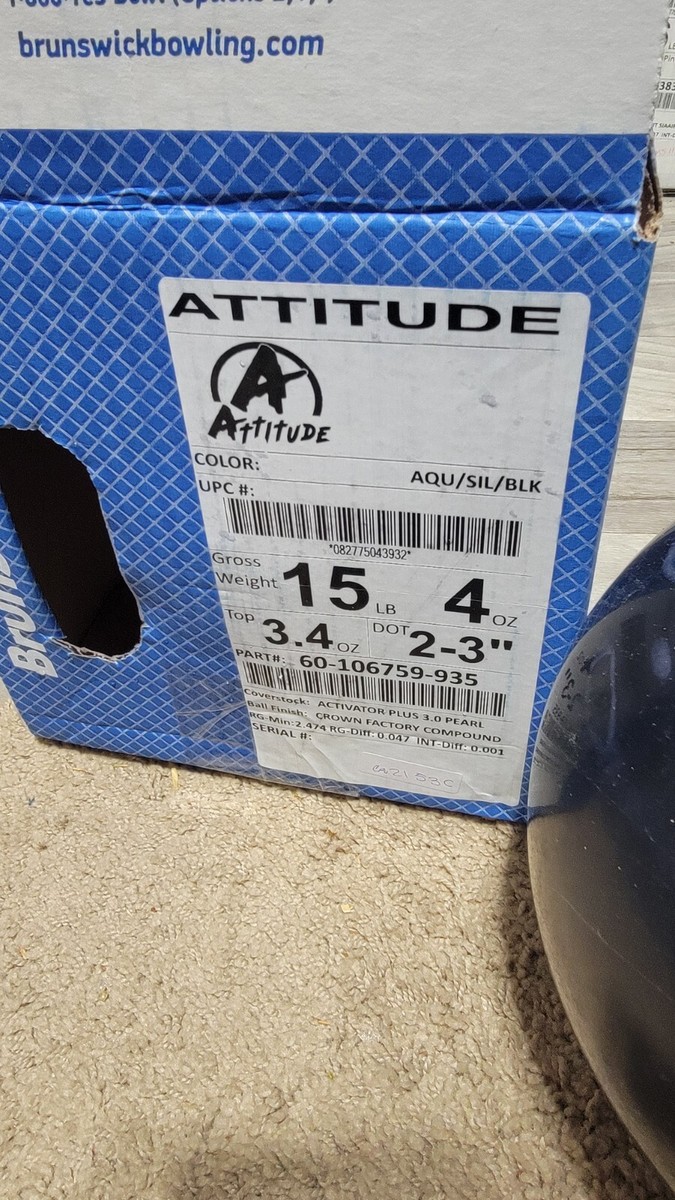 brunswickbowling.com
ATTITUDE
A
ATTITUDE
COLOR: AQU/SIL/BLK
UPC #:
*082775043932*
Gross Weight 15 LB 4 OZ
Top 3.4 OZ DOT 2-3"
PART#: 60-106759-935
Coverstock: ACTIVATOR PLUS 3.0 PEARL
Ball Finish: CROWN FACTORY COMPOUND
RG-Min: 2.474 RG-Diff: 0.047 INT-Diff: 0.001
SERIAL #: